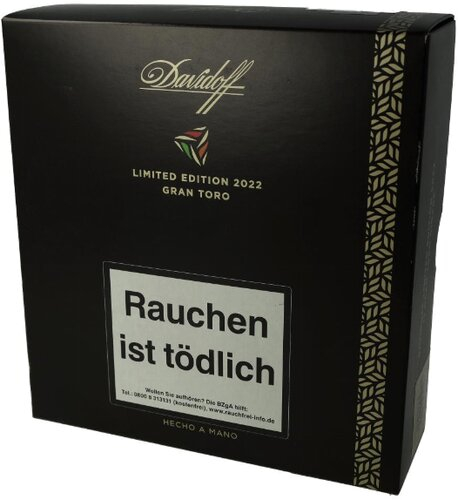 Davidoff
LIMITED EDITION 2022
GRAN TORO
Rauchen
ist tödlich
Wollen Sie aufhören? Die BZgA hilft:
Tel.: 0800 8 313131 (kostenfrei), www.rauchfrei-info.de
HECHO A MANO